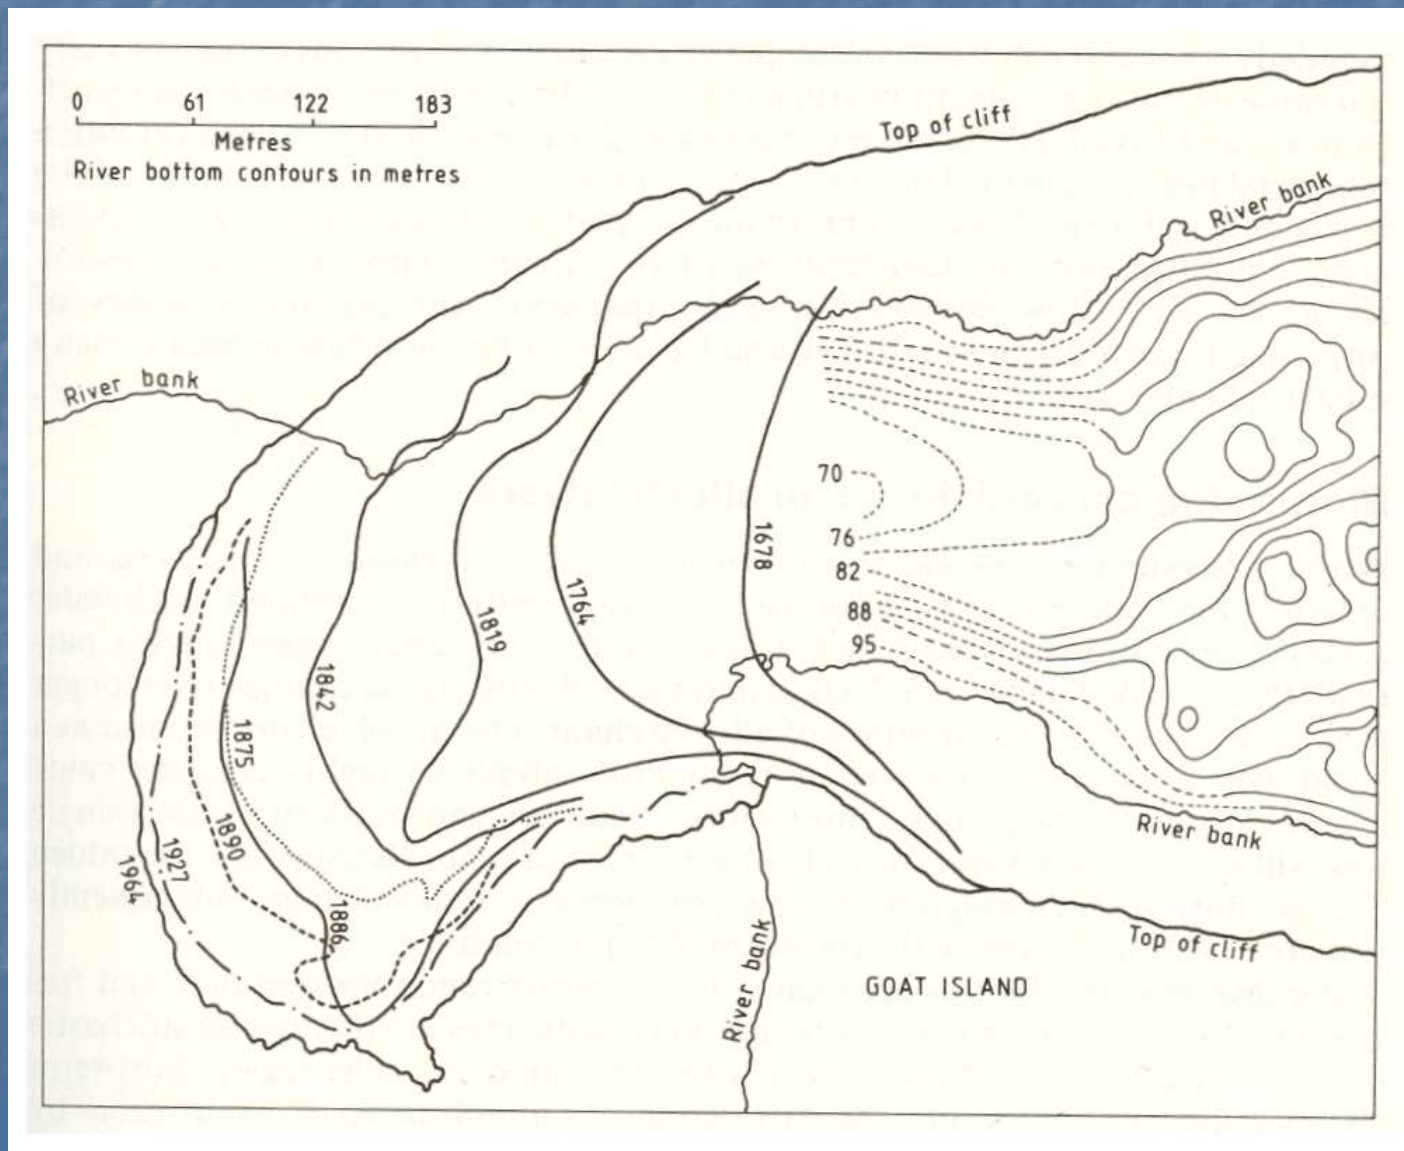 0 61 122 183
Metres
River bottom contours in metres
Top of cliff
River bank
River bank
70
76
82
88
95
1678
1764
1819
1842
1875
1890
1886
1927
1964
River bank
Top of cliff
GOAT ISLAND
River bank